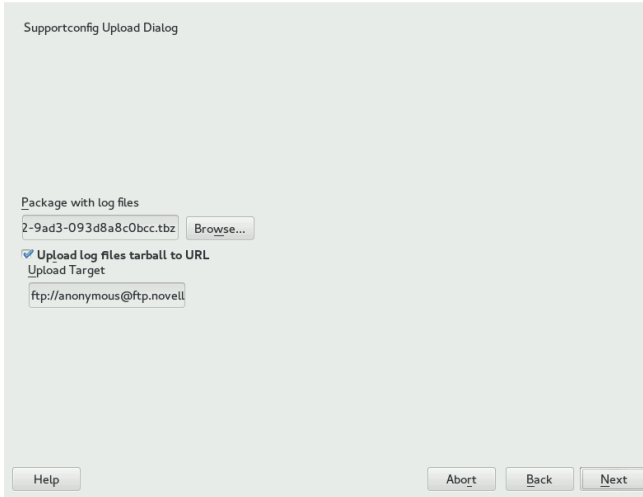 Supportconfig Upload Dialog
Package with log files
2-9ad3-093d8a8c0bcc.tbz
Browse...
Upload log files tarball to URL
Upload Target
ftp://anonymous@ftp.novell
Help
Abort
Back
Next